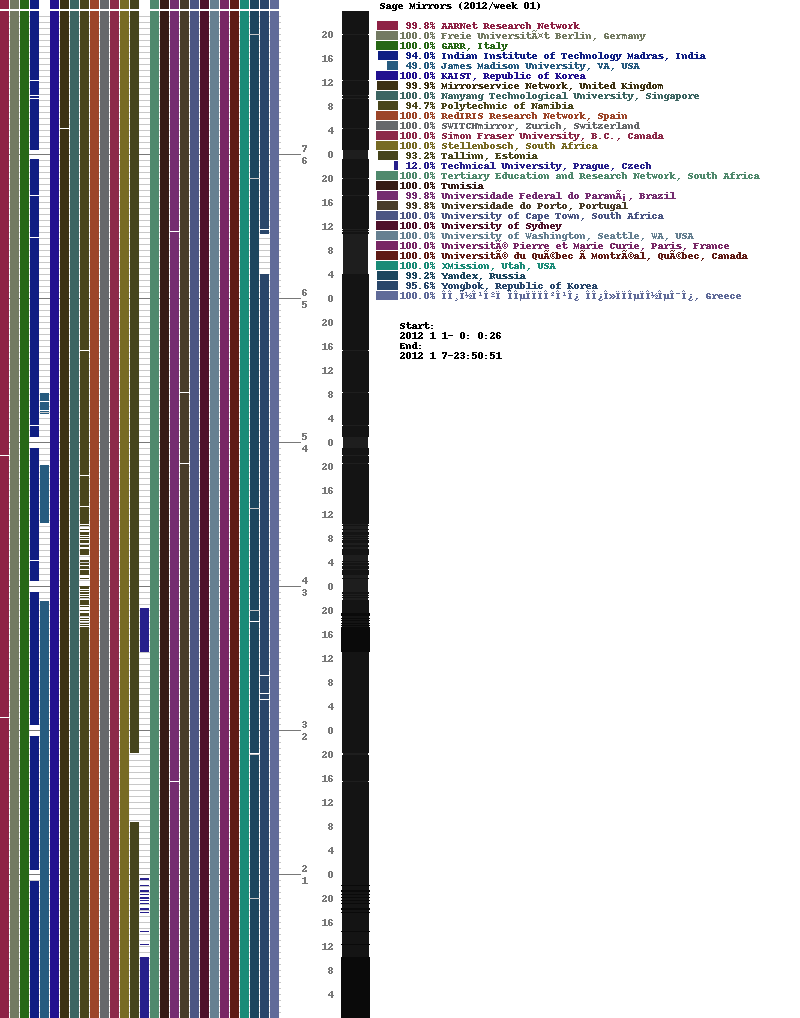 Sage Mirrors (2012/week 01)
99.8% AARNet Research Network
100.0% Freie UniversitÃ¤t Berlin, Germany
100.0% GARR, Italy
94.0% Indian Institute of Technology Madras, India
49.0% James Madison University, VA, USA
100.0% KAIST, Republic of Korea
99.9% Mirrorservice Network, United Kingdom
100.0% Nanyang Technological University, Singapore
94.7% Polytechnic of Namibia
100.0% RedIRIS Research Network, Spain
100.0% SWITCHmirror, Zurich, Switzerland
100.0% Simon Fraser University, B.C., Canada
100.0% Stellenbosch, South Africa
93.2% Tallinn, Estonia
12.0% Technical University, Prague, Czech
100.0% Tertiary Education and Research Network, South Africa
100.0% Tunisia
99.8% Universidade Federal do ParanÃ¡, Brazil
99.8% Universidade do Porto, Portugal
100.0% University of Cape Town, South Africa
100.0% University of Sydney
100.0% University of Washington, Seattle, WA, USA
100.0% UniversitÃ© Pierre et Marie Curie, Paris, France
100.0% UniversitÃ© du QuÃ©bec Ã MontrÃ©al, QuÃ©bec, Canada
100.0% XMission, Utah, USA
99.2% Yandex, Russia
95.6% Yongbok, Republic of Korea
100.0% , Greece
Start:
2012 1 1- 0: 0:26
End:
2012 1 7-23:50:51
20
16
12
8
4
7
0
6
20
16
12
8
4
6
0
5
20
16
12
8
4
5
0
4
20
16
12
8
4
4
0
3
20
16
12
8
4
3
0
2
20
16
12
8
4
2
0
1
20
16
12
8
4